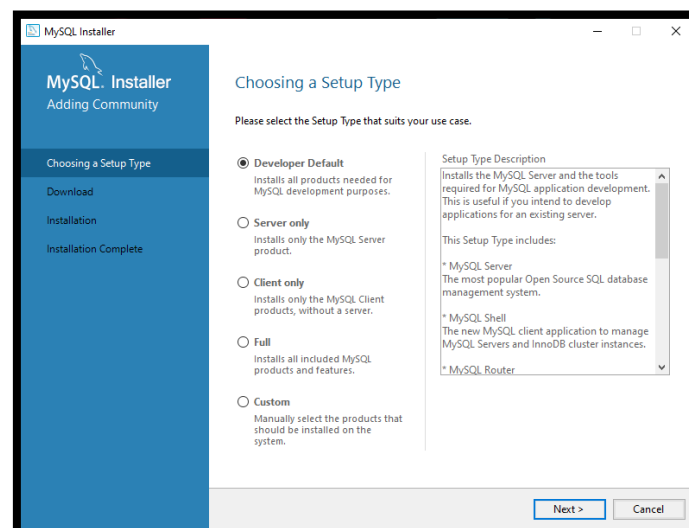 MySQL Installer
MySQL. Installer
Adding Community
Choosing a Setup Type
Download
Installation
Installation Complete
Choosing a Setup Type
Please select the Setup Type that suits your use case.
Developer Default
Installs all products needed for
MySQL development purposes.
Server only
Installs only the MySQL Server
product.
Client only
Installs only the MySQL Client
products, without a server.
Full
Installs all included MySQL
products and features.
Custom
Manually select the products that
should be installed on the
system.
Setup Type Description
Installs the MySQL Server and the tools
required for MySQL application development.
This is useful if you intend to develop
applications for an existing server.
This Setup Type includes:
* MySQL Server
The most popular Open Source SQL database
management system.
* MySQL Shell
The new MySQL client application to manage
MySQL Servers and InnoDB cluster instances.
* MySQL Router
Next >
Cancel